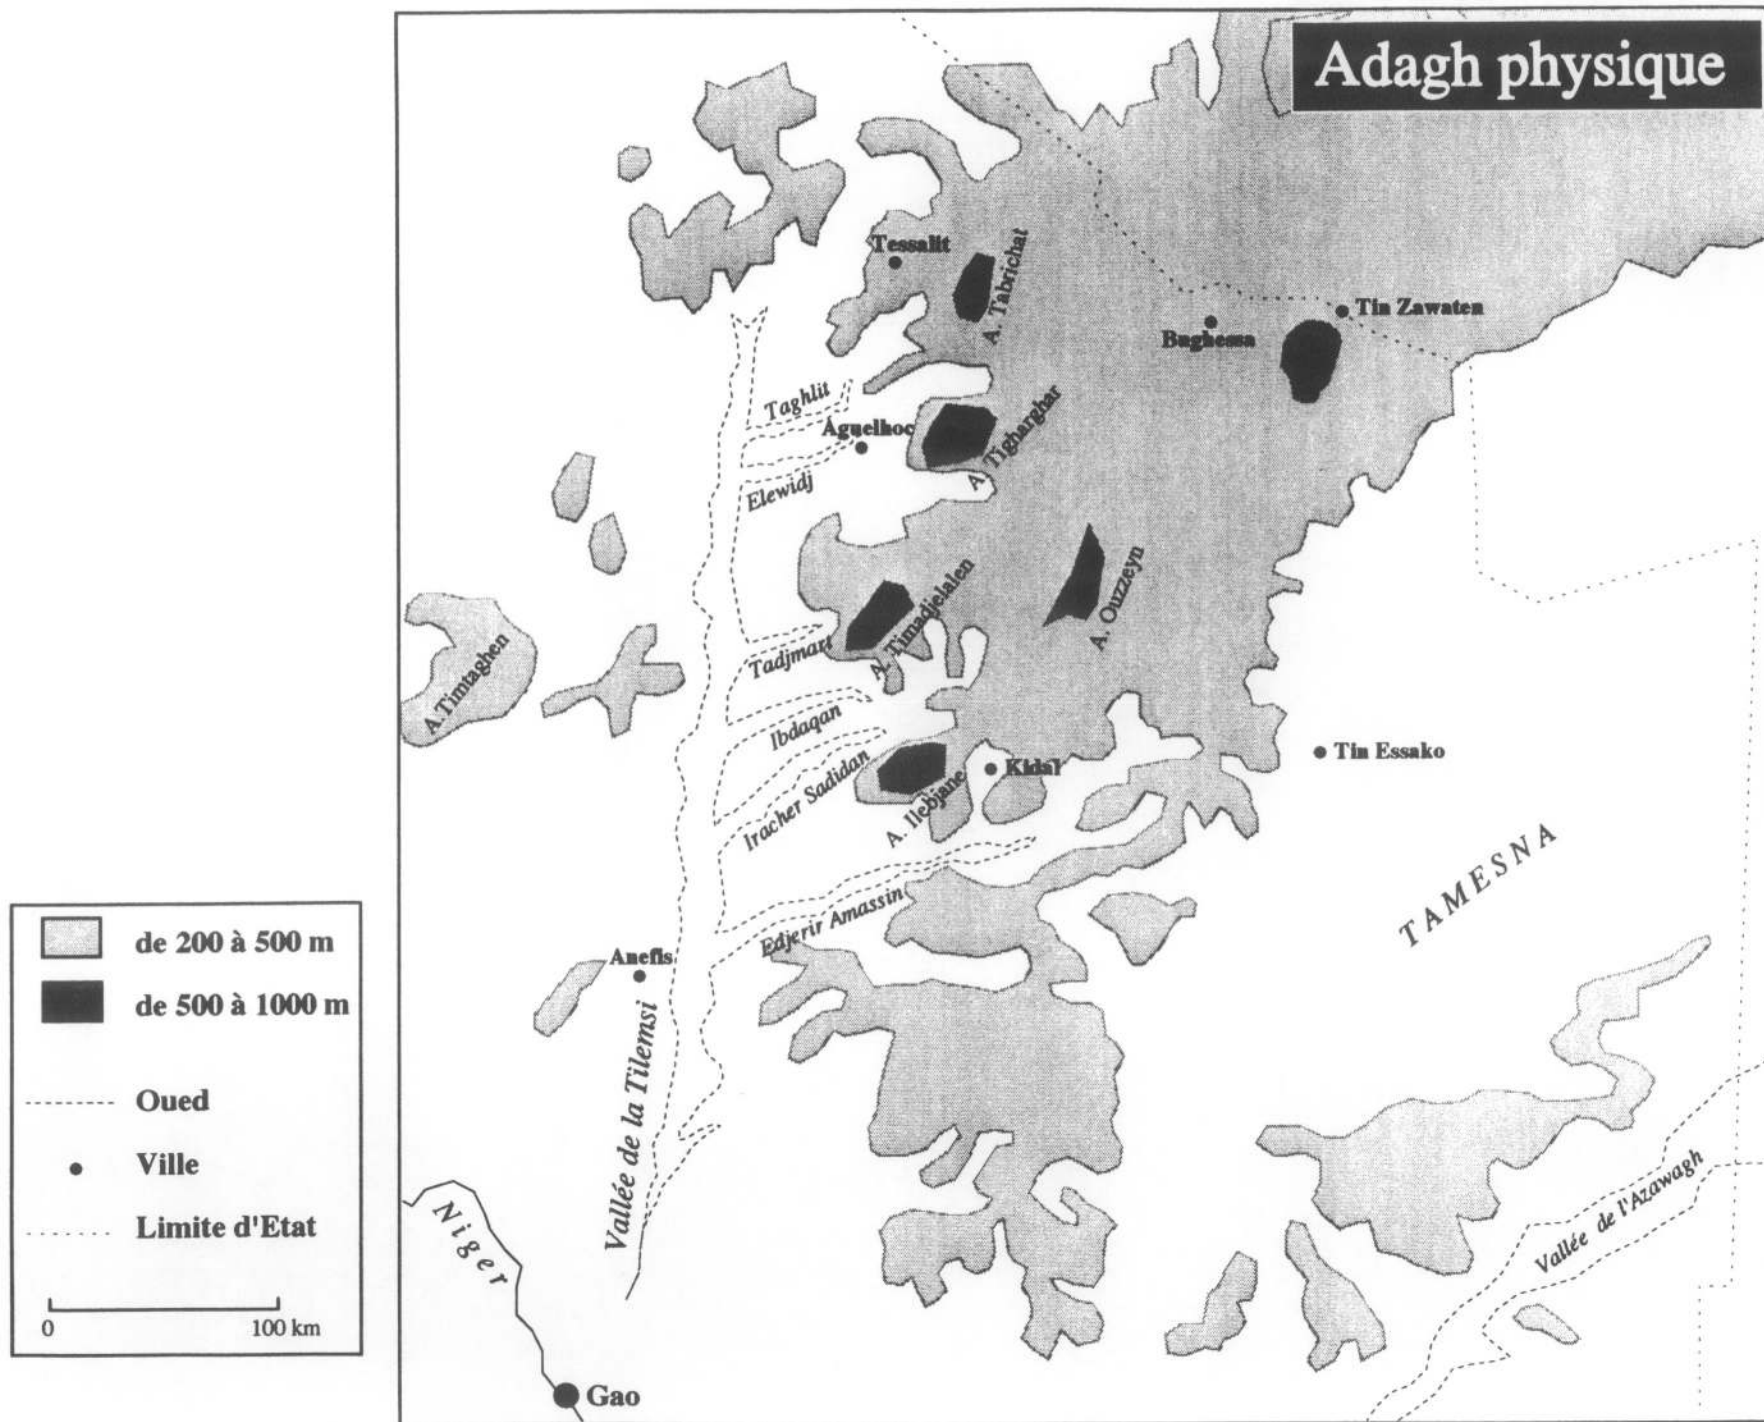 Adagh physique
Tessalit
A. Tabrichat
Tin Zawaten
Bughessa
Taghlit
Aguelhoc
A. Tigharghar
Elewidj
A. Timadjelalen
A. Ouzzeyn
A. Timtaghen
Tadjmart
Ibdaqan
Tin Essako
Kidal
Iracher Sadidan
A. Ilebjane
TAMESNA
Edjerir Amassin
Anefis
de 200 à 500 m
de 500 à 1000 m
Vallée de la Tilemsi
Oued
Ville
Vallée de l'Azawagh
Limite d'Etat
Niger
0 100 km
Gao